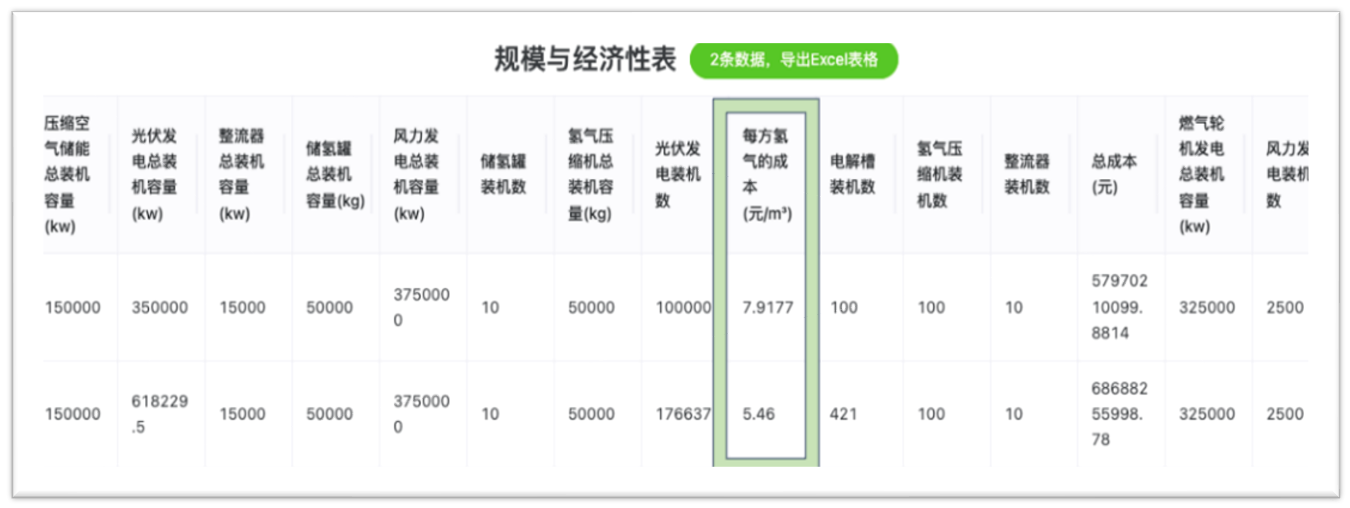 规模与经济性表 2条数据，导出Excel表格
压缩空
气储能
总装机
容量
(kw)
光伏发
电总装
机容量
(kw)
整流器
总装机
容量
(kw)
储氢罐
总装机
容量(kg)
风力发
电总装
机容量
(kw)
储氢罐
装机数
氢气压
缩机总
装机容
量(kg)
光伏发
电装机
数
每方氢
气的成
本
(元/m³)
电解槽
装机数
氢气压
缩机装
机数
整流器
装机数
总成本
(元)
燃气轮
机发电
总装机
容量
(kw)
风力发
电装机
数
150000
350000
15000
50000
375000
0
10
50000
100000
7.9177
100
100
10
579702
10099.
8814
325000
2500
150000
618229
.5
15000
50000
375000
0
10
50000
176637
5.46
421
100
10
686882
55998.
78
325000
2500